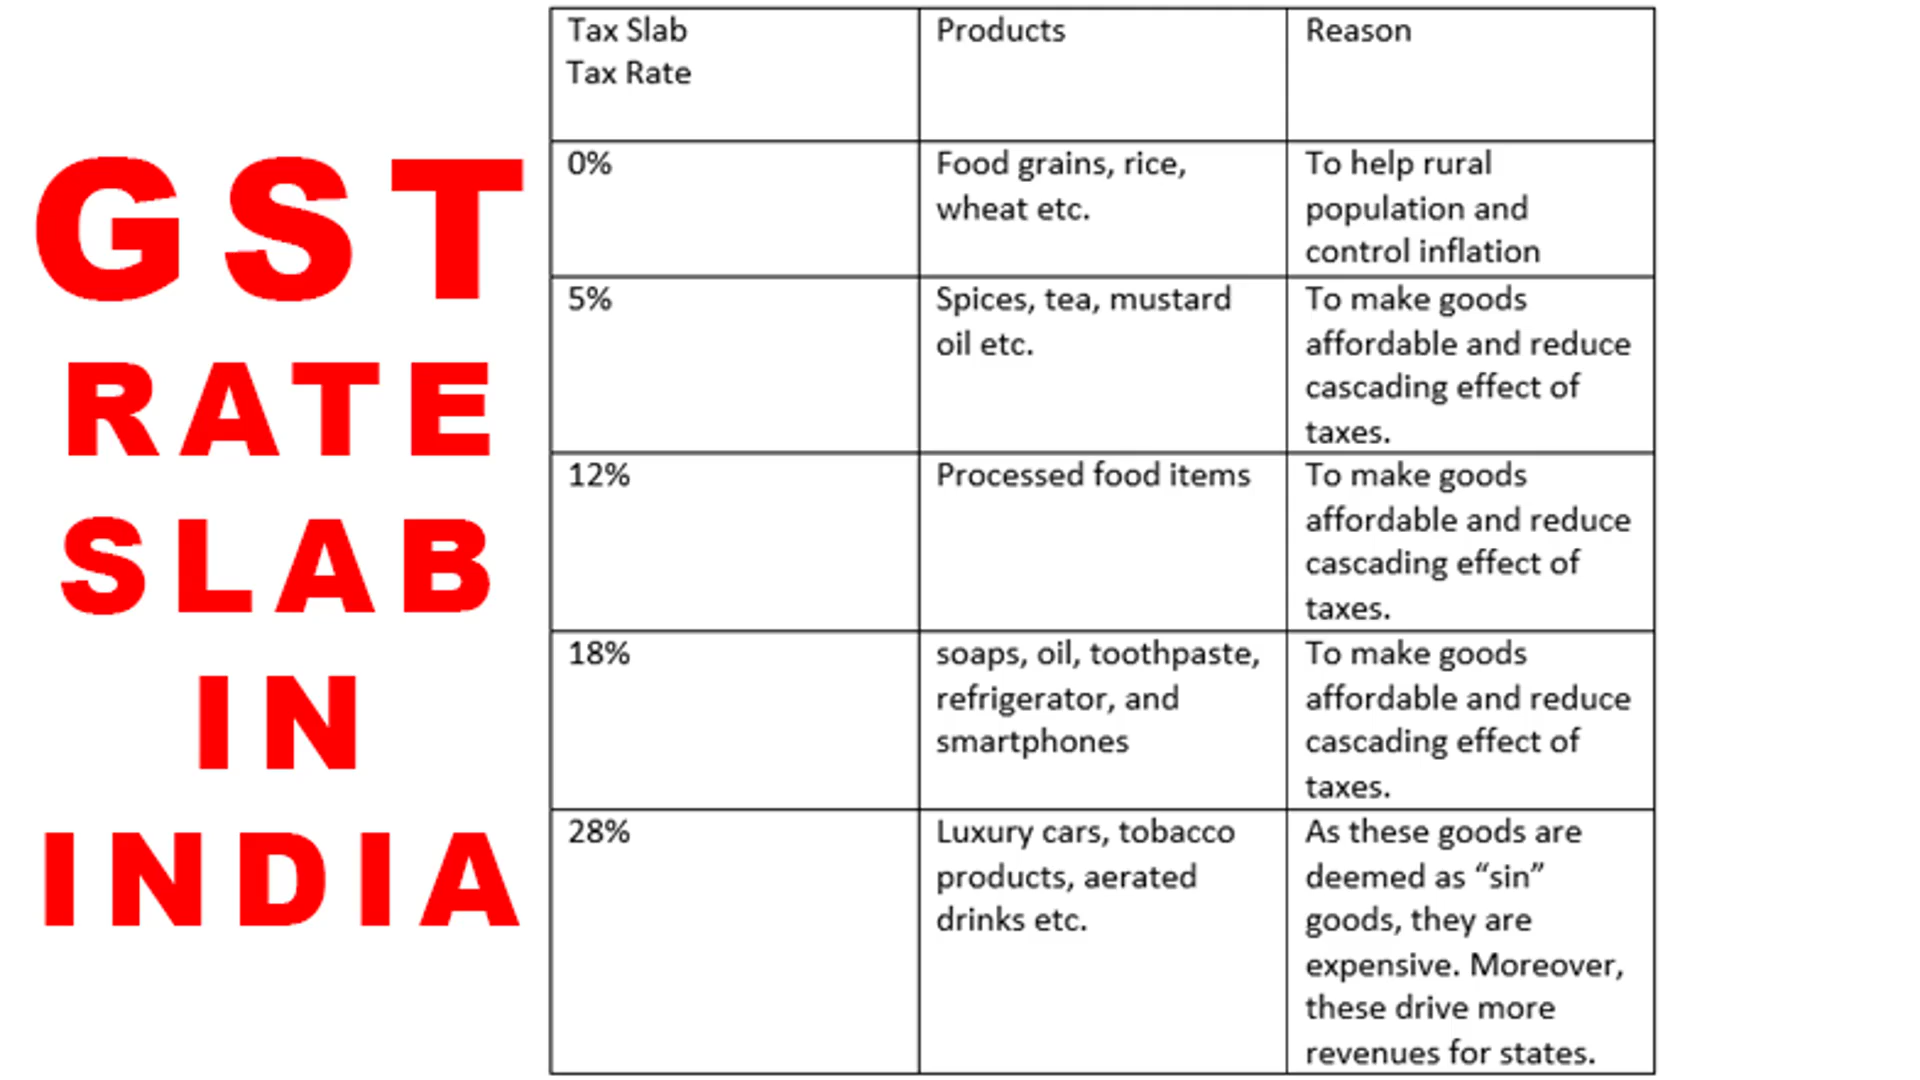 GST
RATE
SLAB
IN
INDIA
Tax Slab
Tax Rate
Products
Reason
0%
Food grains, rice,
wheat etc.
To help rural
population and
control inflation
5%
Spices, tea, mustard
oil etc.
To make goods
affordable and reduce
cascading effect of
taxes.
12%
Processed food items
To make goods
affordable and reduce
cascading effect of
taxes.
18%
soaps, oil, toothpaste,
refrigerator, and
smartphones
To make goods
affordable and reduce
cascading effect of
taxes.
28%
Luxury cars, tobacco
products, aerated
drinks etc.
As these goods are
deemed as “sin”
goods, they are
expensive. Moreover,
these drive more
revenues for states.